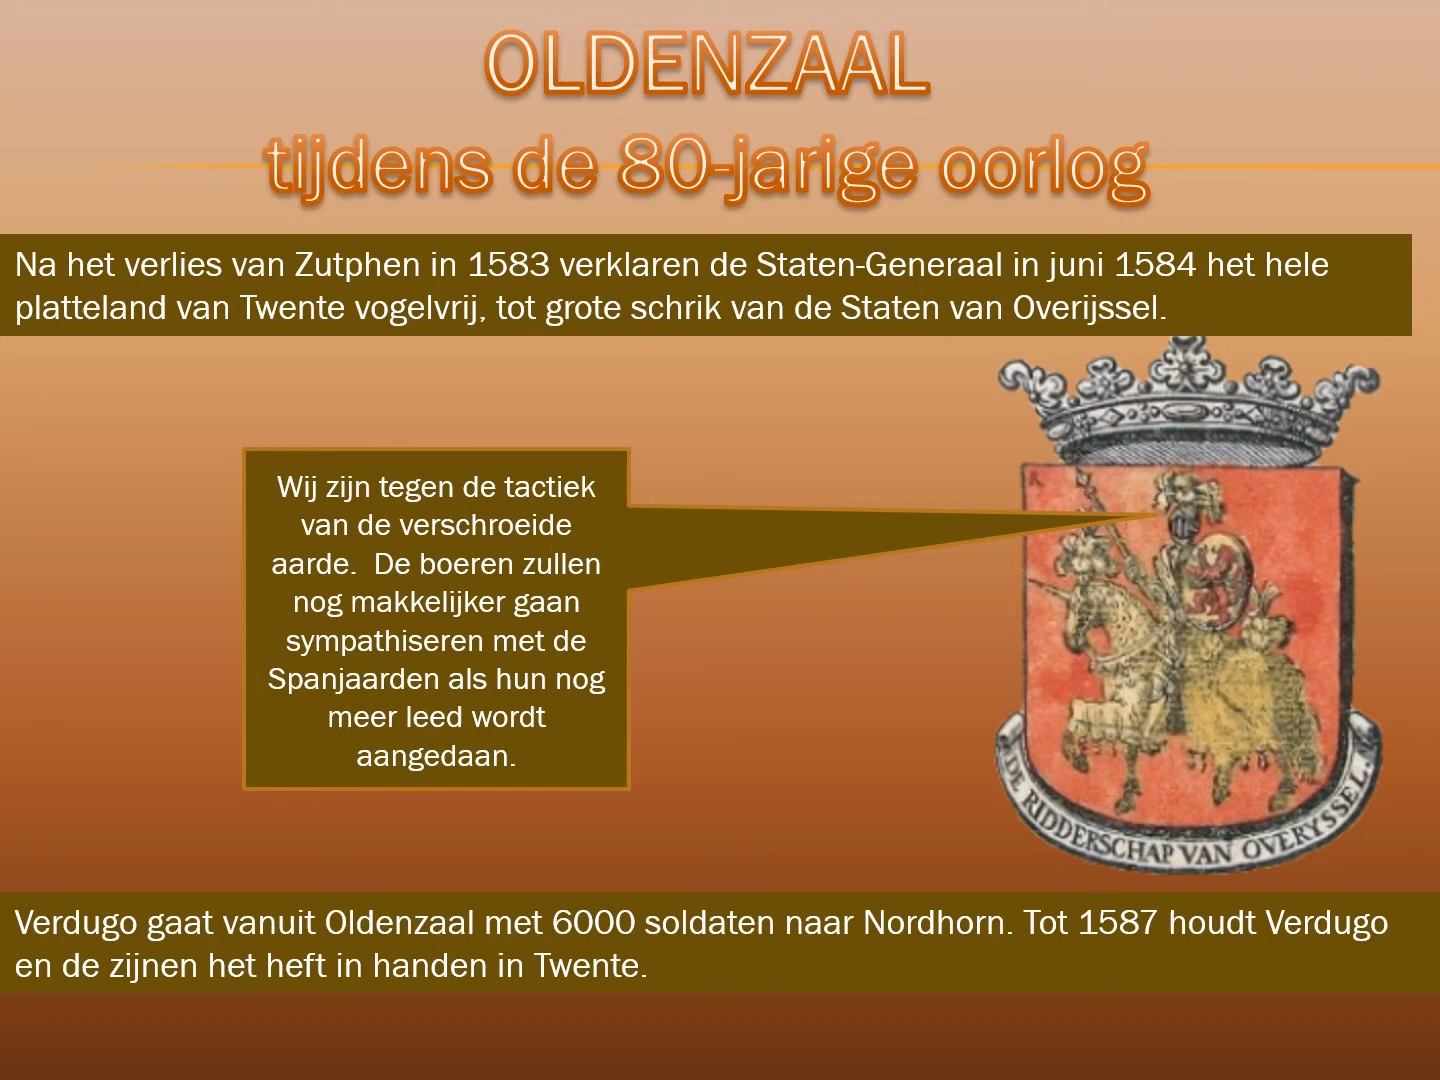 OLDENZAAL
tijdens de 80-jarige oorlog
Na het verlies van Zutphen in 1583 verklaren de Staten-Generaal in juni 1584 het hele
platteland van Twente vogelvrij, tot grote schrik van de Staten van Overijssel.
Wij zijn tegen de tactiek
van de verschroeide
aarde.  De boeren zullen
nog makkelijker gaan
sympathiseren met de
Spanjaarden als hun nog
meer leed wordt
aangedaan.
K
DE RIDDERSCHAP VAN OVERYSSEL.
Verdugo gaat vanuit Oldenzaal met 6000 soldaten naar Nordhorn. Tot 1587 houdt Verdugo
en de zijnen het heft in handen in Twente.